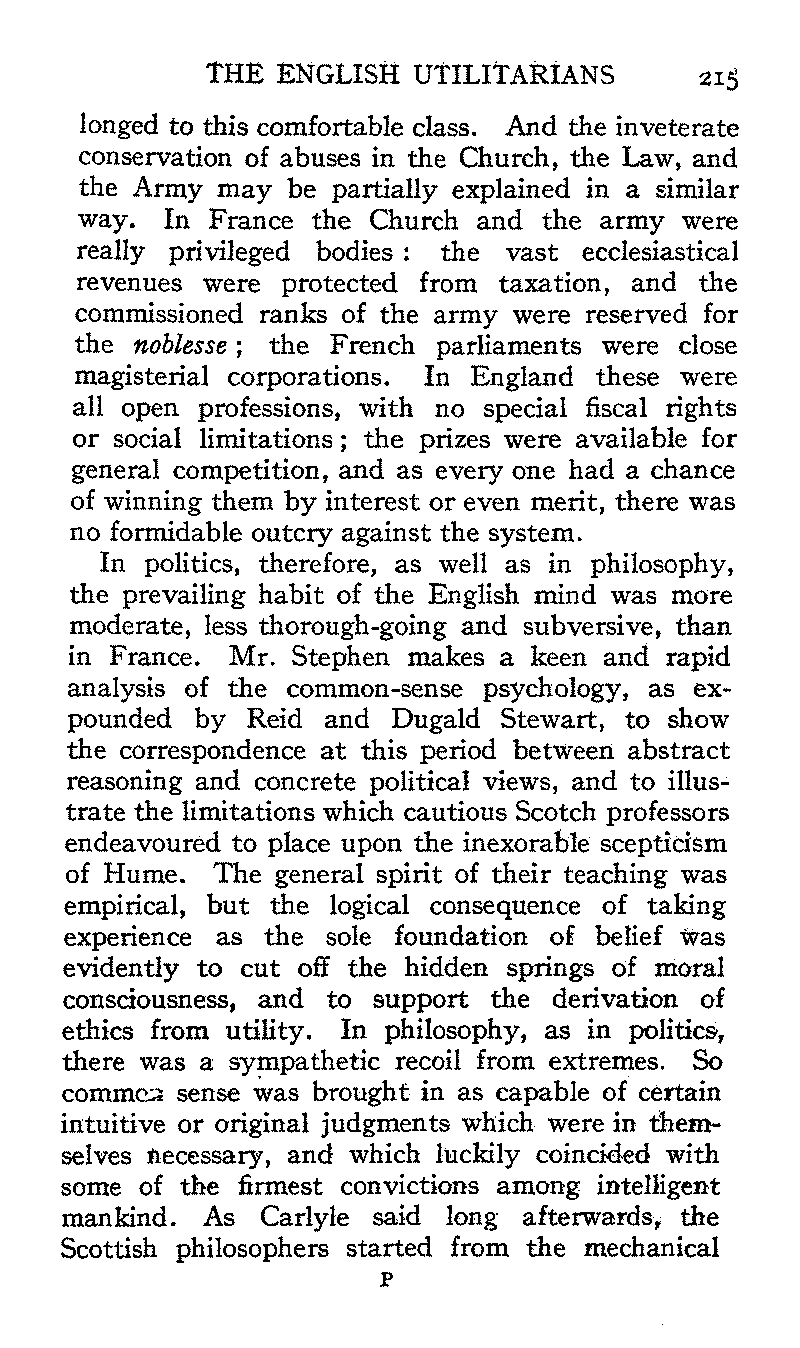 THE ENGLISH UTILITARIANS 215
longed to this comfortable class. And the inveterate
conservation of abuses in the Church, the Law, and
the Army may be partially explained in a similar
way. In France the Church and the army were
really privileged bodies : the vast ecclesiastical
revenues were protected from taxation, and the
commissioned ranks of the army were reserved for
the noblesse ; the French parliaments were close
magisterial corporations. In England these were
all open professions, with no special fiscal rights
or social limitations ; the prizes were available for
general competition, and as every one had a chance
of winning them by interest or even merit, there was
no formidable outcry against the system.
In politics, therefore, as well as in philosophy,
the prevailing habit of the English mind was more
moderate, less thorough-going and subversive, than
in France. Mr. Stephen makes a keen and rapid
analysis of the common-sense psychology, as ex-
pounded by Reid and Dugald Stewart, to show
the correspondence at this period between abstract
reasoning and concrete political views, and to illus-
trate the limitations which cautious Scotch professors
endeavoured to place upon the inexorable scepticism
of Hume. The general spirit of their teaching was
empirical, but the logical consequence of taking
experience as the sole foundation of belief was
evidently to cut off the hidden springs of moral
consciousness, and to support the derivation of
ethics from utility. In philosophy, as in politics,
there was a sympathetic recoil from extremes. So
common sense was brought in as capable of certain
intuitive or original judgments which were in them-
selves necessary, and which luckily coincided with
some of the firmest convictions among intelligent
mankind. As Carlyle said long afterwards, the
Scottish philosophers started from the mechanical
P